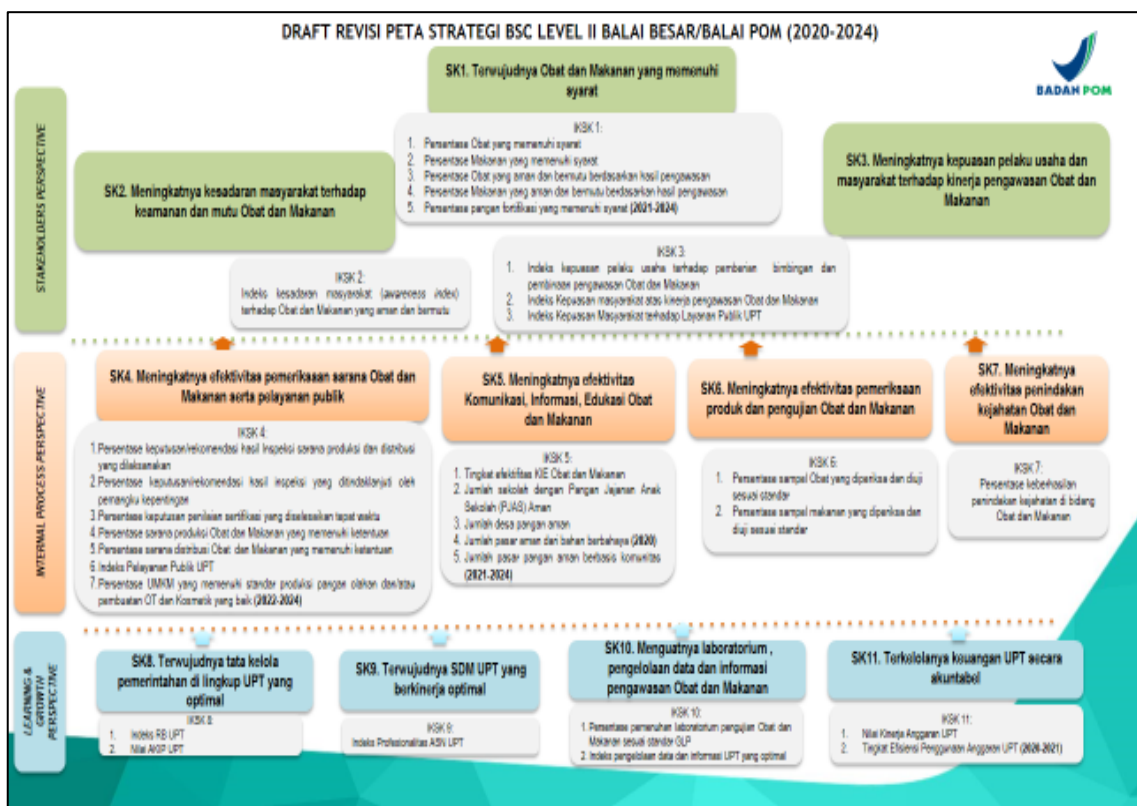 DRAFT REVISI PETA STRATEGI BSC LEVEL II BALAI BESAR/BALAI POM (2020-2024)
BADAN POM
STAKEHOLDERS PERSPECTIVE
SK1. Terwujudnya Obat dan Makanan yang memenuhi
syarat
IKSK 1:
1. Persentase Obat yang memenuhi syarat
2. Persentase Makanan yang memenuhi syarat
3. Persentase Obat yang aman dan bermutu berdasarkan hasil pengawasan
4. Persentase Makanan yang aman dan bermutu berdasarkan hasil pengawasan
5. Persentase pangan fortifikasi yang memenuhi syarat (2021-2024)
SK2. Meningkatnya kesadaran masyarakat terhadap
keamanan dan mutu Obat dan Makanan
IKSK 2:
Indeks kesadaran masyarakat (awareness index)
terhadap Obat dan Makanan yang aman dan bermutu
SK3. Meningkatnya kepuasan pelaku usaha dan
masyarakat terhadap kinerja pengawasan Obat dan
Makanan
IKSK 3:
1. Indeks kepuasan pelaku usaha terhadap pemberian bimbingan dan
pembinaan pengawasan Obat dan Makanan
2. Indeks Kepuasan masyarakat atas kinerja pengawasan Obat dan Makanan
3. Indeks Kepuasan Masyarakat terhadap Layanan Publik UPT
INTERNAL PROCESS PERSPECTIVE
SK4. Meningkatnya efektivitas pemeriksaan sarana Obat dan
Makanan serta pelayanan publik
IKSK 4:
1. Persentase keputusan/rekomendasi hasil Inspeksi sarana produksi dan distribusi
yang dilaksanakan
2. Persentase keputusan/rekomendasi hasil inspeksi yang ditindaklanjuti oleh
pemangku kepentingan
3. Persentase keputusan penilaian sertifikasi yang diselesaikan tepat waktu
4. Persentase sarana produksi Obat dan Makanan yang memenuhi ketentuan
5. Persentase sarana distribusi Obat dan Makanan yang memenuhi ketentuan
6. Indeks Pelayanan Publik UPT
7. Persentase UMKM yang memenuhi standar produksi pangan olahan dan/atau
pembuatan OT dan Kosmetik yang baik (2022-2024)
SK5. Meningkatnya efektivitas
Komunikasi, Informasi, Edukasi Obat
dan Makanan
IKSK 5:
1. Tingkat efektifitas KIE Obat dan Makanan
2. Jumlah sekolah dengan Pangan Jajanan Anak
Sekolah (PJAS) Aman
3. Jumlah desa pangan aman
4. Jumlah pasar aman dari bahan berbahaya (2020)
5. Jumlah pasar pangan aman berbasis komunitas
(2021-2024)
SK6. Meningkatnya efektivitas pemeriksaan
produk dan pengujian Obat dan Makanan
IKSK 6:
1. Persentase sampel Obat yang diperiksa dan diuji
sesuai standar
2. Persentase sampel makanan yang diperiksa dan
diuji sesuai standar
SK7. Meningkatnya
efektivitas penindakan
kejahatan Obat dan
Makanan
IKSK 7:
Persentase keberhasilan
penindakan kejahatan di bidang
Obat dan Makanan
LEARNING &
GROWTH
PERSPECTIVE
SK8. Terwujudnya tata kelola
pemerintahan di lingkup UPT yang
optimal
IKSK 8:
1. Indeks RB UPT
2. Nilai AKIP UPT
SK9. Terwujudnya SDM UPT yang
berkinerja optimal
IKSK 9:
Indeks Profesionalitas ASN UPT
SK10. Menguatnya laboratorium ,
pengelolaan data dan informasi
pengawasan Obat dan Makanan
IKSK 10:
1. Persentase pemenuhan laboratorium pengujian Obat dan
Makanan sesuai standar GLP
2. Indeks pengelolaan data dan informasi UPT yang optimal
SK11. Terkelolanya keuangan UPT secara
akuntabel
IKSK 11:
1. Nilai Kinerja Anggaran UPT
2. Tingkat Efisiensi Penggunaan Anggaran UPT (2020-2021)